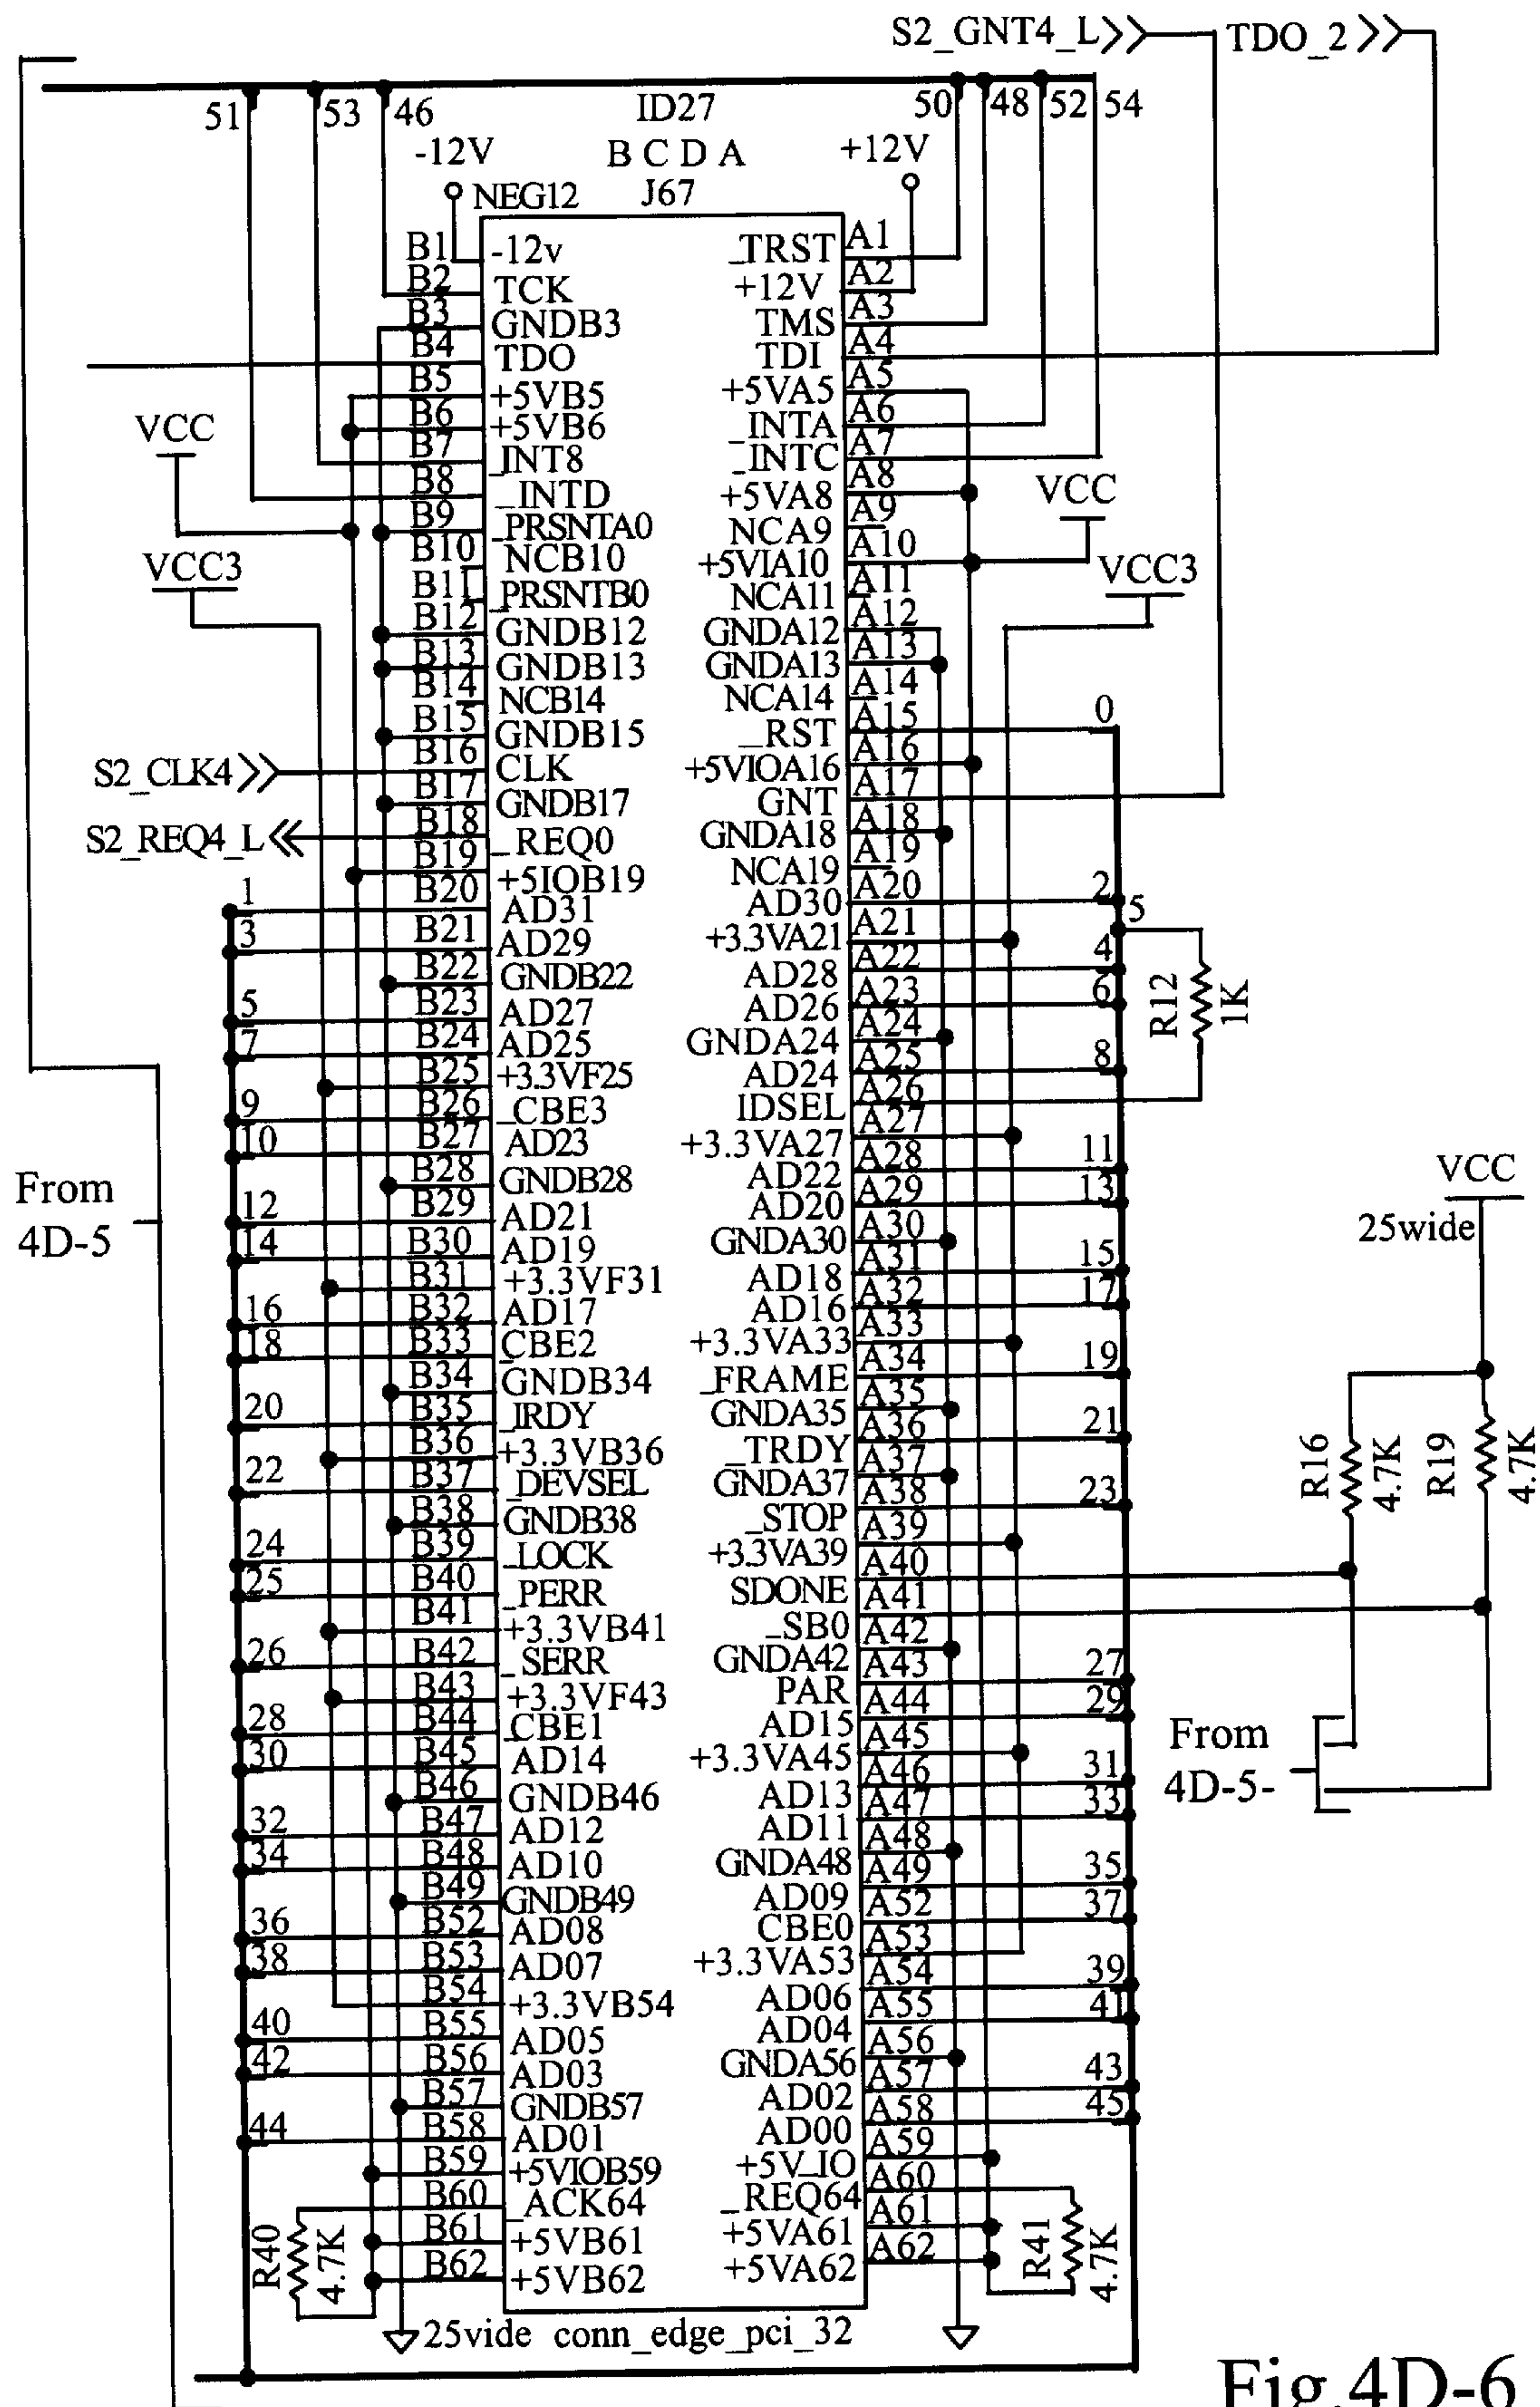 S2_GNT4_L TDO_2
51 53 46 ID27 50 48 52 54
-12V B C D A +12V
NEG12 J67
B1 -12v _TRST A1
B2 TCK +12V A2
B3 GNDB3 TMS A3
B4 TDO TDI A4
B5 +5VB5 +5VA5 A5
VCC B6 +5VB6 _INTA A6
B7 _INT8 _INTC A7
B8 _INTD +5VA8 A8 VCC
B9 _PRSNTA0 NCA9 A9
B10 NCB10 +5VIA10 A10
VCC3 B11 _PRSNTB0 NCA11 A11 VCC3
B12 GNDB12 GNDA12 A12
B13 GNDB13 GNDA13 A13
B14 NCB14 NCA14 A14
B15 GNDB15 _RST A15 0
S2_CLK4 B16 CLK +5VIOA16 A16
B17 GNDB17 GNT A17
S2_REQ4_L B18 _REQ0 GNDA18 A18
B19 +5IOB19 NCA19 A19
1 B20 AD31 AD30 A20 2 5
3 B21 AD29 +3.3VA21 A21
B22 GNDB22 AD28 A22 4
5 B23 AD27 AD26 A23 6 R12 1K
7 B24 AD25 GNDA24 A24
B25 +3.3VF25 AD24 A25 8
9 B26 _CBE3 IDSEL A26
10 B27 AD23 +3.3VA27 A27
From B28 GNDB28 AD22 A28 11 VCC
12 B29 AD21 AD20 A29 13 25wide
4D-5 14 B30 AD19 GNDA30 A30
B31 +3.3VF31 AD18 A31 15
16 B32 AD17 AD16 A32 17
18 B33 _CBE2 +3.3VA33 A33
B34 GNDB34 _FRAME A34 19
20 B35 _IRDY GNDA35 A35
B36 +3.3VB36 _TRDY A36 21 R16 4.7K R19 4.7K
22 B37 _DEVSEL GNDA37 A37
B38 GNDB38 _STOP A38 23
24 B39 _LOCK +3.3VA39 A39
25 B40 _PERR SDONE A40
B41 +3.3VB41 _SB0 A41
26 B42 _SERR GNDA42 A42
B43 +3.3VF43 PAR A43 27
28 B44 _CBE1 AD15 A44 29 From
30 B45 AD14 +3.3VA45 A45
B46 GNDB46 AD13 A46 31 4D-5-
32 B47 AD12 AD11 A47 33
34 B48 AD10 GNDA48 A48
B49 GNDB49 AD09 A49 35
36 B52 AD08 CBE0 A52 37
38 B53 AD07 +3.3VA53 A53
B54 +3.3VB54 AD06 A54 39
40 B55 AD05 AD04 A55 41
42 B56 AD03 GNDA56 A56
B57 GNDB57 AD02 A57 43
44 B58 AD01 AD00 A58 45
B59 +5VIOB59 +5V_IO A59
B60 _ACK64 _REQ64 A60
R40 4.7K B61 +5VB61 +5VA61 A61 R41 4.7K
B62 +5VB62 +5VA62 A62
25vide conn_edge_pci_32
Fig.4D-6